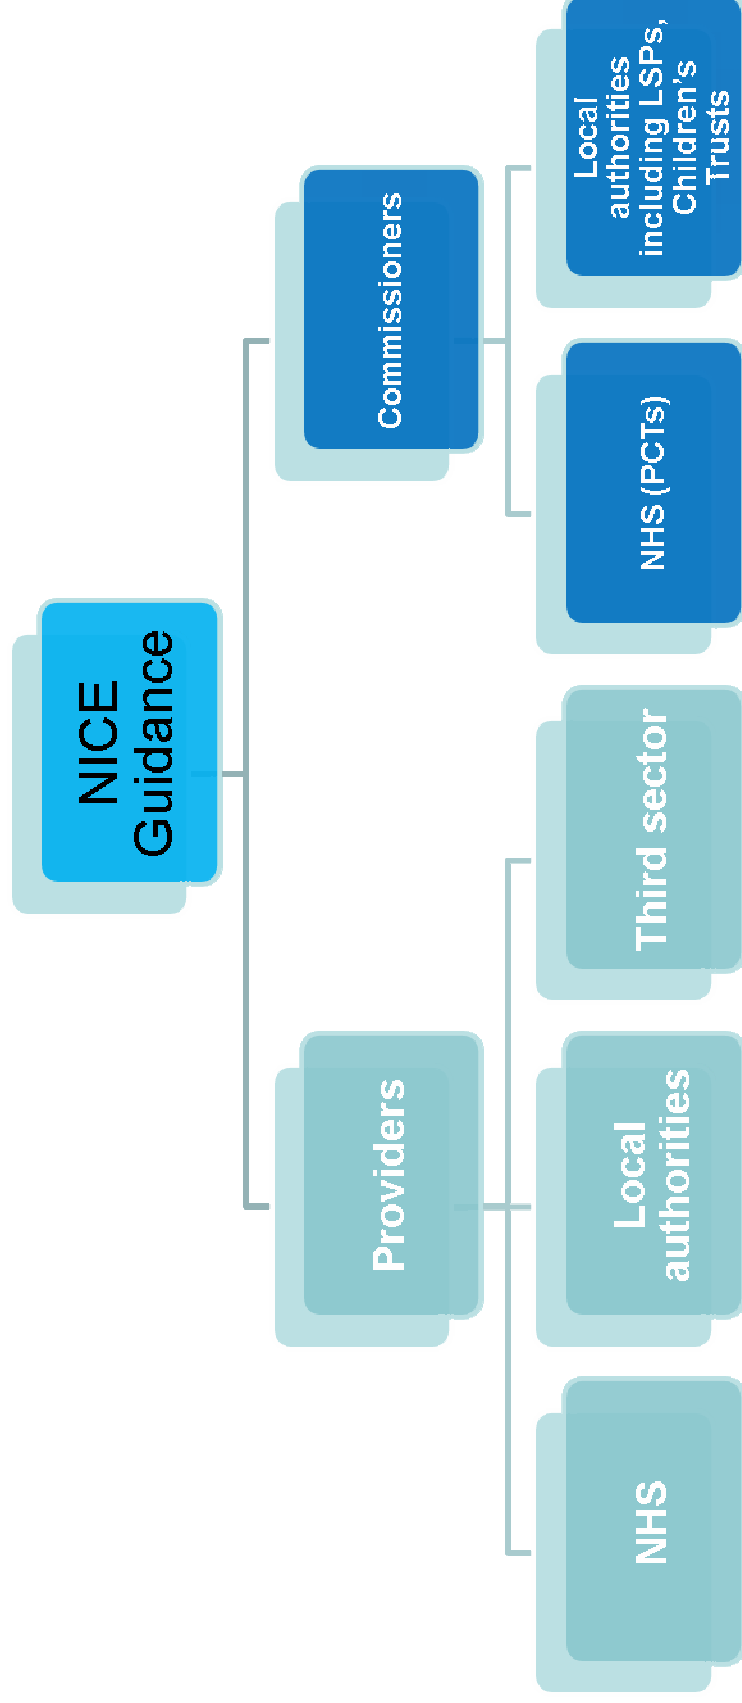 NICE
Guidance
Providers
Commissioners
NHS
Local
authorities
Third sector
NHS (PCTs)
Local
authorities
including LSPs,
Children's
Trusts